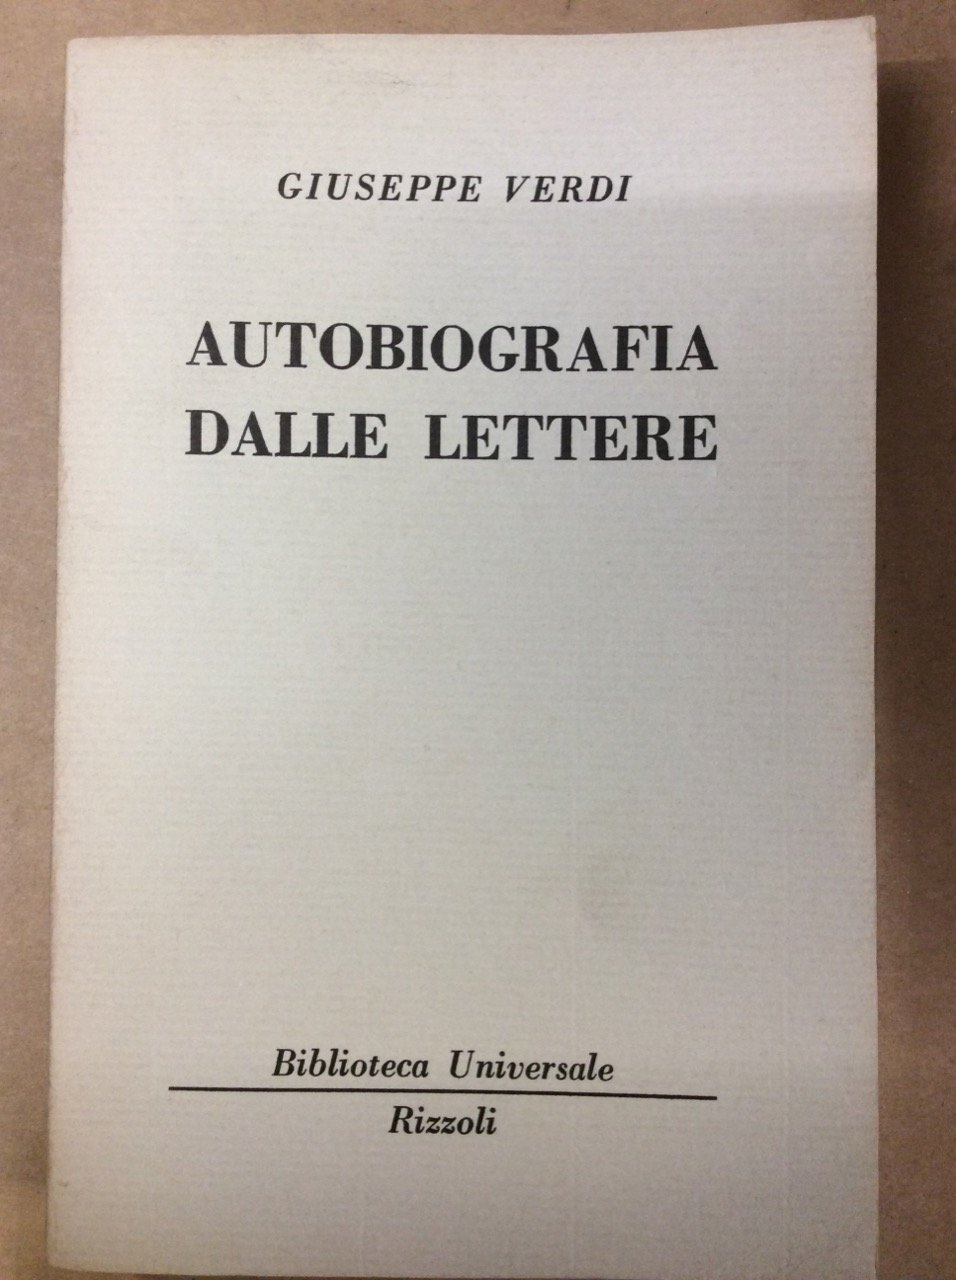 GIUSEPPE VERDI
AUTOBIOGRAFIA
DALLE LETTERE
Biblioteca Universale
Rizzoli